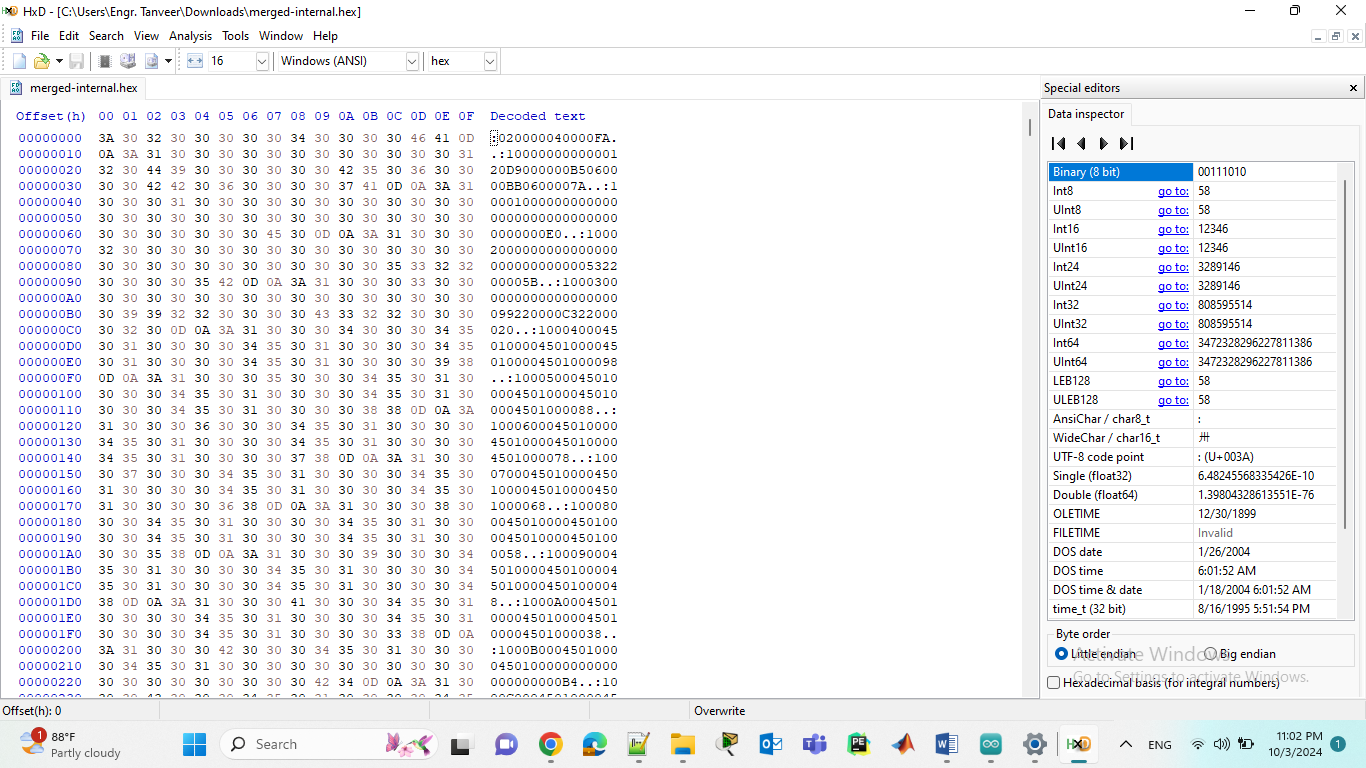 HxD - [C:\Users\Engr. Tanveer\Downloads\merged-internal.hex]
File Edit Search View Analysis Tools Window Help
16 Windows (ANSI) hex
merged-internal.hex
Offset(h) 00 01 02 03 04 05 06 07 08 09 0A 0B 0C 0D 0E 0F Decoded text
00000000 3A 30 32 30 30 30 30 30 34 30 30 30 30 46 41 0D :020000040000FA.
00000010 0A 3A 31 30 30 30 30 30 30 30 30 30 30 30 30 31 .:10000000000001
00000020 32 30 44 39 30 30 30 30 30 30 42 35 30 36 30 30 20D9000000B50600
00000030 30 30 42 42 30 36 30 30 30 30 37 41 0D 0A 3A 31 00BB0600007A..:1
00000040 30 30 30 31 30 30 30 30 30 30 30 30 30 30 30 30 0001000000000000
00000050 30 30 30 30 30 30 30 30 30 30 30 30 30 30 30 30 0000000000000000
00000060 30 30 30 30 30 30 30 45 30 0D 0A 3A 31 30 30 30 0000000E0..:1000
00000070 32 30 30 30 30 30 30 30 30 30 30 30 30 30 30 30 2000000000000000
00000080 30 30 30 30 30 30 30 30 30 30 30 30 35 33 32 32 0000000000005322
00000090 30 30 30 30 35 42 0D 0A 3A 31 30 30 30 33 30 30 00005B..:1000300
000000A0 30 30 30 30 30 30 30 30 30 30 30 30 30 30 30 30 0000000000000000
000000B0 30 39 39 32 32 30 30 30 30 43 33 32 32 30 30 30 099220000C322000
000000C0 30 32 30 0D 0A 3A 31 30 30 30 34 30 30 30 34 35 020..:1000400045
000000D0 30 31 30 30 30 30 34 35 30 31 30 30 30 30 34 35 0100004501000045
000000E0 30 31 30 30 30 30 34 35 30 31 30 30 30 30 39 38 0100004501000098
000000F0 0D 0A 3A 31 30 30 30 35 30 30 30 34 35 30 31 30 ..:1000500045010
00000100 30 30 30 34 35 30 31 30 30 30 30 34 35 30 31 30 0004501000045010
00000110 30 30 30 34 35 30 31 30 30 30 30 38 38 0D 0A 3A 0004501000088..:
00000120 31 30 30 30 36 30 30 30 34 35 30 31 30 30 30 30 1000600045010000
00000130 34 35 30 31 30 30 30 30 34 35 30 31 30 30 30 30 4501000045010000
00000140 34 35 30 31 30 30 30 30 37 38 0D 0A 3A 31 30 30 4501000078..:100
00000150 30 37 30 30 30 34 35 30 31 30 30 30 30 34 35 30 0700045010000450
00000160 31 30 30 30 30 34 35 30 31 30 30 30 30 34 35 30 1000045010000450
00000170 31 30 30 30 30 36 38 0D 0A 3A 31 30 30 30 38 30 1000068..:100080
00000180 30 30 34 35 30 31 30 30 30 30 34 35 30 31 30 30 0045010000450100
00000190 30 30 34 35 30 31 30 30 30 30 34 35 30 31 30 30 0045010000450100
000001A0 30 30 35 38 0D 0A 3A 31 30 30 30 39 30 30 30 34 0058..:100090004
000001B0 35 30 31 30 30 30 30 34 35 30 31 30 30 30 30 34 5010000450100004
000001C0 35 30 31 30 30 30 30 34 35 30 31 30 30 30 30 34 5010000450100004
000001D0 38 0D 0A 3A 31 30 30 30 41 30 30 30 34 35 30 31 8..:1000A0004501
000001E0 30 30 30 30 34 35 30 31 30 30 30 30 34 35 30 31 0000450100004501
000001F0 30 30 30 30 34 35 30 31 30 30 30 30 33 38 0D 0A 00004501000038..
00000200 3A 31 30 30 30 42 30 30 30 34 35 30 31 30 30 30 :1000B0004501000
00000210 30 34 35 30 31 30 30 30 30 30 30 30 30 30 30 30 0450100000000000
00000220 30 30 30 30 30 30 30 30 30 42 34 0D 0A 3A 31 30 000000000B4..:10
Special editors
Data inspector
Binary (8 bit) 00111010
Int8 go to: 58
UInt8 go to: 58
Int16 go to: 12346
UInt16 go to: 12346
Int24 go to: 3289146
UInt24 go to: 3289146
Int32 go to: 808595514
UInt32 go to: 808595514
Int64 go to: 3472328296227811386
UInt64 go to: 3472328296227811386
LEB128 go to: 58
ULEB128 go to: 58
AnsiChar / char8_t :
WideChar / char16_t 〺
UTF-8 code point : (U+003A)
Single (float32) 6.48245568335426E-10
Double (float64) 1.39804328613551E-76
OLETIME 12/30/1899
FILETIME Invalid
DOS date 1/26/2004
DOS time 6:01:52 AM
DOS time & date 1/18/2004 6:01:52 AM
time_t (32 bit) 8/16/1995 5:51:54 PM
Byte order
Little endian Big endian
Hexadecimal basis (for integral numbers)
Activate Windows
Go to Settings to activate Windows.
Offset(h): 0 Overwrite
1 88°F
Partly cloudy
Search
ENG
11:02 PM
10/3/2024
1